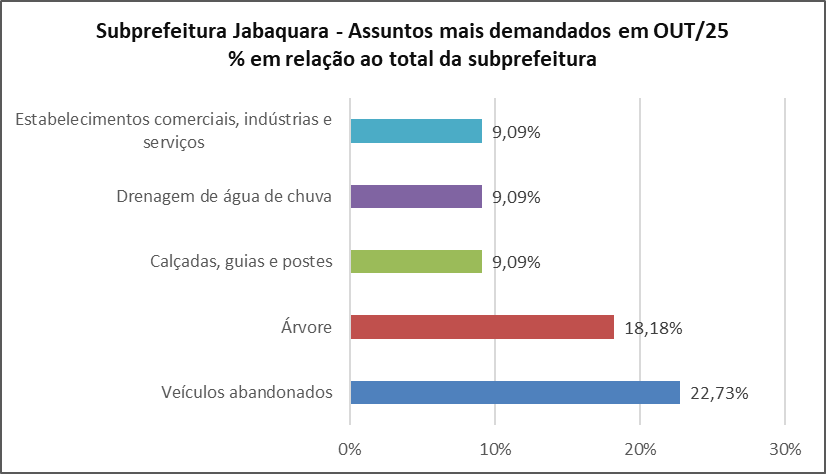 Subprefeitura Jabaquara - Assuntos mais demandados em OUT/25
% em relação ao total da subprefeitura
Estabelecimentos comerciais, indústrias e
serviços
9,09%
Drenagem de água de chuva
9,09%
Calçadas, guias e postes
9,09%
Árvore
18,18%
Veículos abandonados
22,73%
0%
10%
20%
30%